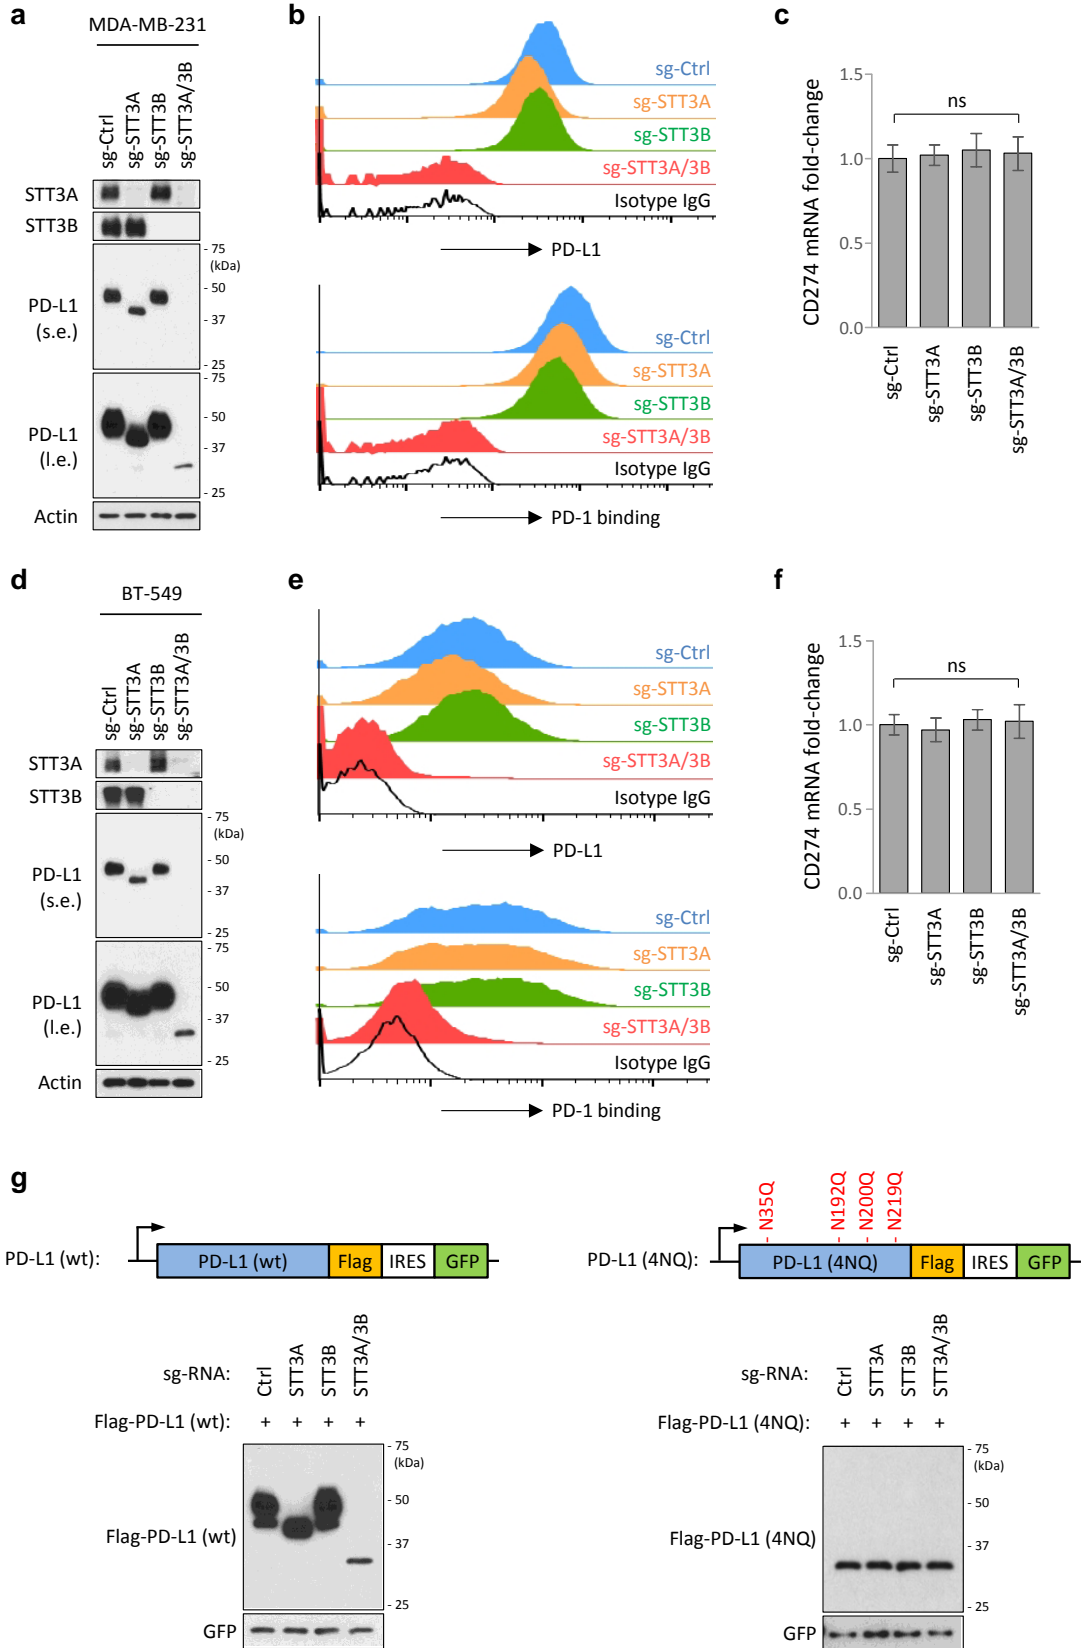 a
MDA-MB-231
sg-Ctrl
sg-STT3A
sg-STT3B
sg-STT3A/3B
STT3A
STT3B
- 75
(kDa)
- 50
- 37
- 25
PD-L1
(s.e.)
- 75
- 50
- 37
- 25
PD-L1
(l.e.)
Actin
b
sg-Ctrl
sg-STT3A
sg-STT3B
sg-STT3A/3B
Isotype IgG
PD-L1
sg-Ctrl
sg-STT3A
sg-STT3B
sg-STT3A/3B
Isotype IgG
PD-1 binding
c
CD274 mRNA fold-change
1.5
1.0
0.5
0.0
ns
sg-Ctrl
sg-STT3A
sg-STT3B
sg-STT3A/3B
d
BT-549
sg-Ctrl
sg-STT3A
sg-STT3B
sg-STT3A/3B
STT3A
STT3B
- 75
(kDa)
- 50
- 37
- 25
PD-L1
(s.e.)
- 75
- 50
- 37
- 25
PD-L1
(l.e.)
Actin
e
sg-Ctrl
sg-STT3A
sg-STT3B
sg-STT3A/3B
Isotype IgG
PD-L1
sg-Ctrl
sg-STT3A
sg-STT3B
sg-STT3A/3B
Isotype IgG
PD-1 binding
f
CD274 mRNA fold-change
1.5
1.0
0.5
0.0
ns
sg-Ctrl
sg-STT3A
sg-STT3B
sg-STT3A/3B
g
PD-L1 (wt):
PD-L1 (wt) Flag IRES GFP
sg-RNA:
Ctrl
STT3A
STT3B
STT3A/3B
Flag-PD-L1 (wt): + + + +
- 75
(kDa)
- 50
- 37
- 25
Flag-PD-L1 (wt)
GFP
N35Q
N192Q
N200Q
N219Q
PD-L1 (4NQ):
PD-L1 (4NQ) Flag IRES GFP
sg-RNA:
Ctrl
STT3A
STT3B
STT3A/3B
Flag-PD-L1 (4NQ): + + + +
- 75
(kDa)
- 50
- 37
- 25
Flag-PD-L1 (4NQ)
GFP